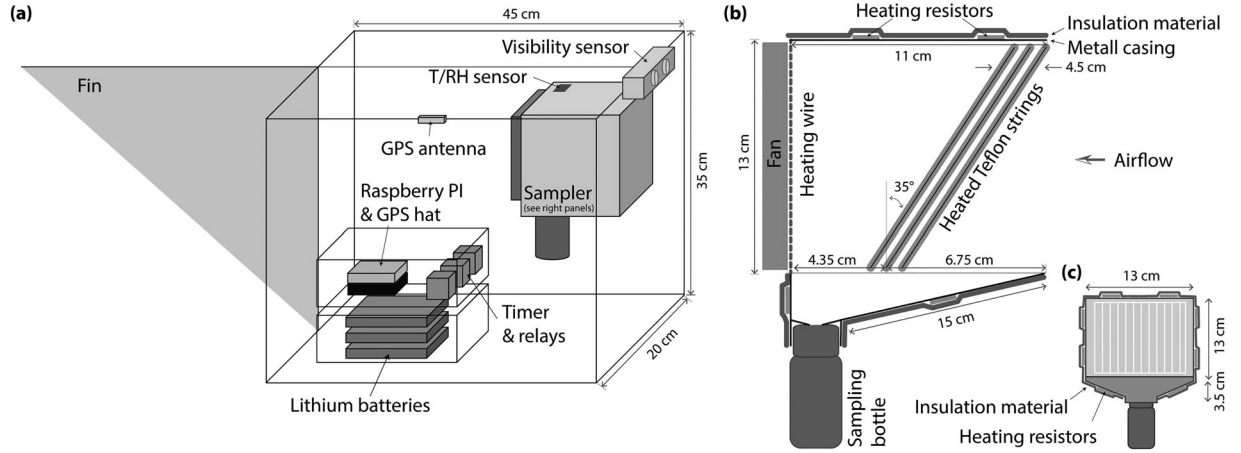 (a)
45 cm
Visibility sensor
T/RH sensor
Fin
GPS antenna
35 cm
Raspberry PI
& GPS hat
Sampler
(see right panels)
Timer
& relays
20 cm
Lithium batteries
(b)
Heating resistors
Insulation material
Metall casing
11 cm
4.5 cm
13 cm
Fan
Heating wire
35°
Heated Teflon strings
Airflow
4.35 cm
6.75 cm
15 cm
Sampling
bottle
(c)
13 cm
13 cm
3.5 cm
Insulation material
Heating resistors